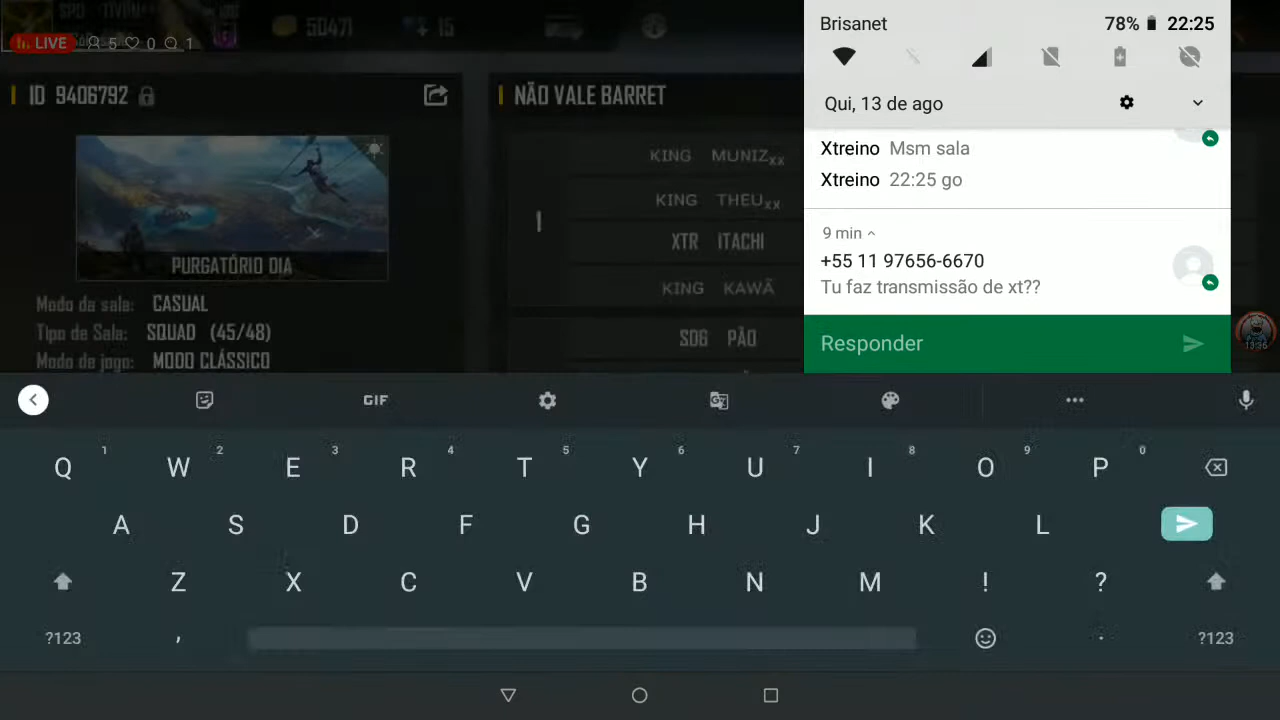 50471
15
LIVE 5 0 1
ID 9406792
PURGATÓRIO DIA
Modo da sala: CASUAL
Tipo de Sala: SQUAD (45/48)
Modo de jogo: MODO CLÁSSICO
NÃO VALE BARRET
1
KING MUNIZxx
KING THEUxx
XTR ITACHI
KING KAWÃ
SDG PÃO
Brisanet 78% 22:25
Qui, 13 de ago
Xtreino Msm sala
Xtreino 22:25 go
9 min
+55 11 97656-6670
Tu faz transmissão de xt??
Responder
13:36
GIF
Q 1 W 2 E 3 R 4 T 5 Y 6 U 7 I 8 O 9 P 0
A S D F G H J K L
Z X C V B N M ! ?
?123 , . ?123